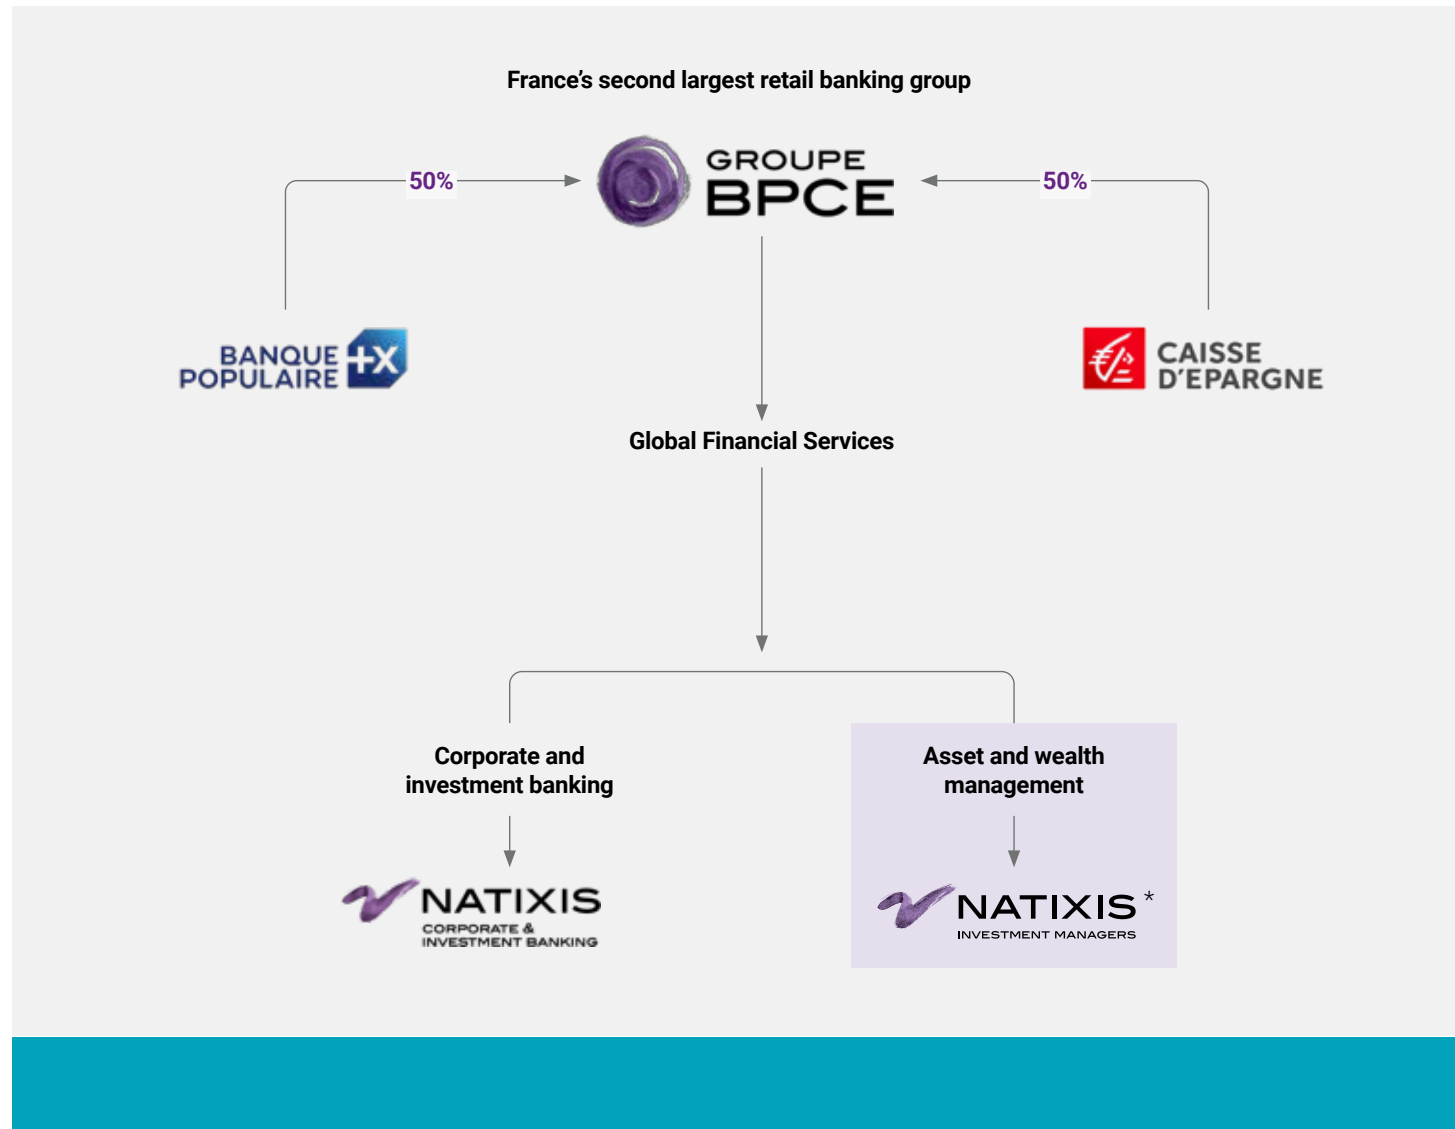 France’s second largest retail banking group
GROUPE
BPCE
50%
50%
BANQUE
POPULAIRE
+X
CAISSE
D'EPARGNE
Global Financial Services
Corporate and
investment banking
Asset and wealth
management
NATIXIS
CORPORATE &
INVESTMENT BANKING
NATIXIS*
INVESTMENT MANAGERS